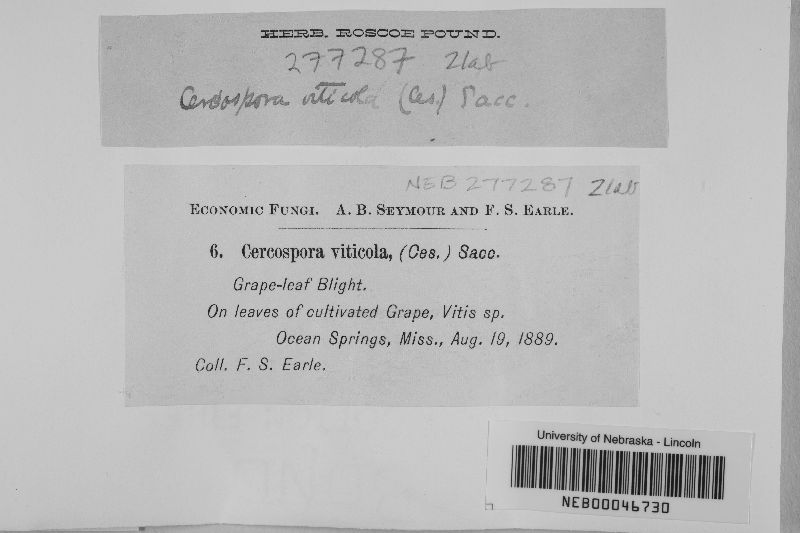 HERB. ROSCOE POUND.
277287 2lab
Cercospora viticola (Ces.) Sacc.
NEB 277287 2lab
ECONOMIC FUNGI. A. B. SEYMOUR AND F. S. EARLE.
6. Cercospora viticola, (Ces.) Sacc.
Grape-leaf Blight.
On leaves of cultivated Grape, Vitis sp.
Ocean Springs, Miss., Aug. 19, 1889.
Coll. F. S. Earle.
University of Nebraska - Lincoln
NEB00046730